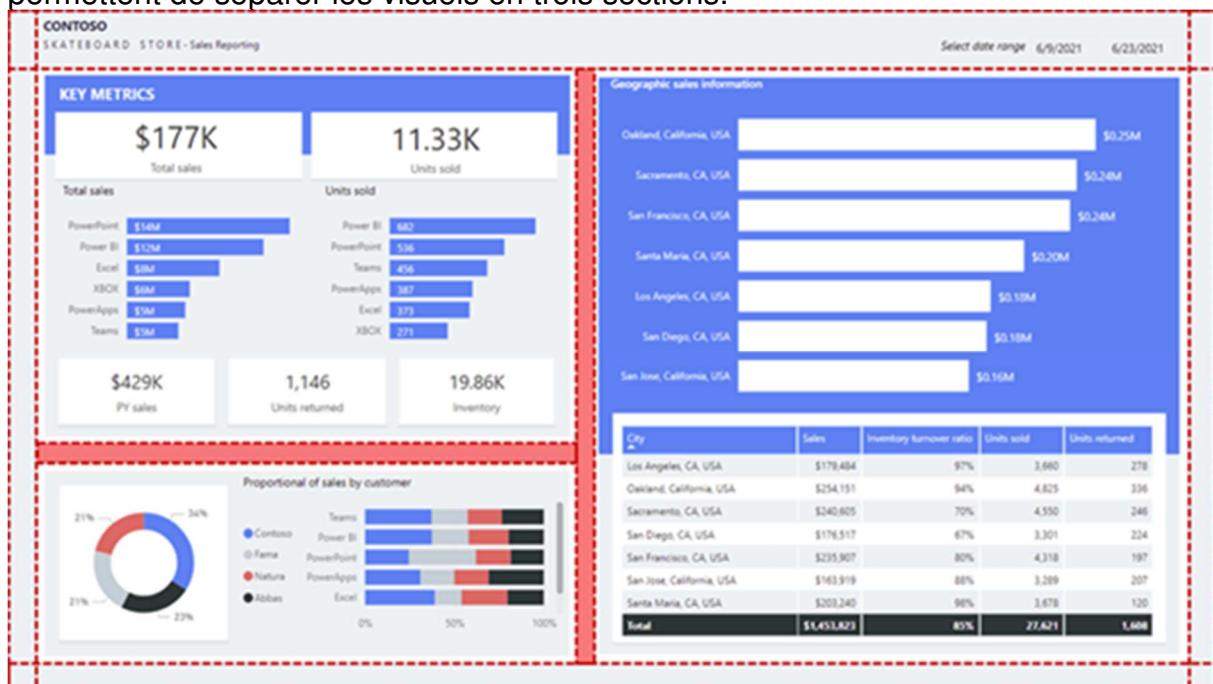 permettent de séparer les visuels en trois sections.
CONTOSO
SKATEBOARD STORE - Sales Reporting
Select date range 6/9/2021 6/23/2021
KEY METRICS
$177K
Total sales
11.33K
Units sold
Total sales
PowerPoint $14M
Power BI $12M
Excel $8M
XBOX $6M
PowerApps $5M
Teams $5M
Units sold
Power BI 682
PowerPoint 536
Teams 456
PowerApps 387
Excel 373
XBOX 271
$429K
PY sales
1,146
Units returned
19.86K
Inventory
Proportional of sales by customer
21%
34%
21%
23%
Contoso
Fama
Natura
Abbas
Teams
Power BI
PowerPoint
PowerApps
Excel
0% 50% 100%
Geographic sales information
Oakland, California, USA $0.25M
Sacramento, CA, USA $0.24M
San Francisco, CA, USA $0.24M
Santa Maria, CA, USA $0.20M
Los Angeles, CA, USA $0.18M
San Diego, CA, USA $0.18M
San Jose, California, USA $0.16M
City Sales Inventory turnover ratio Units sold Units returned
Los Angeles, CA, USA $179,484 97% 3,660 278
Oakland, California, USA $254,151 94% 4,825 336
Sacramento, CA, USA $240,605 70% 4,550 246
San Diego, CA, USA $176,517 67% 3,301 224
San Francisco, CA, USA $235,907 80% 4,318 197
San Jose, California, USA $163,919 88% 3,289 207
Santa Maria, CA, USA $203,240 98% 3,678 120
Total $1,453,823 85% 27,621 1,608